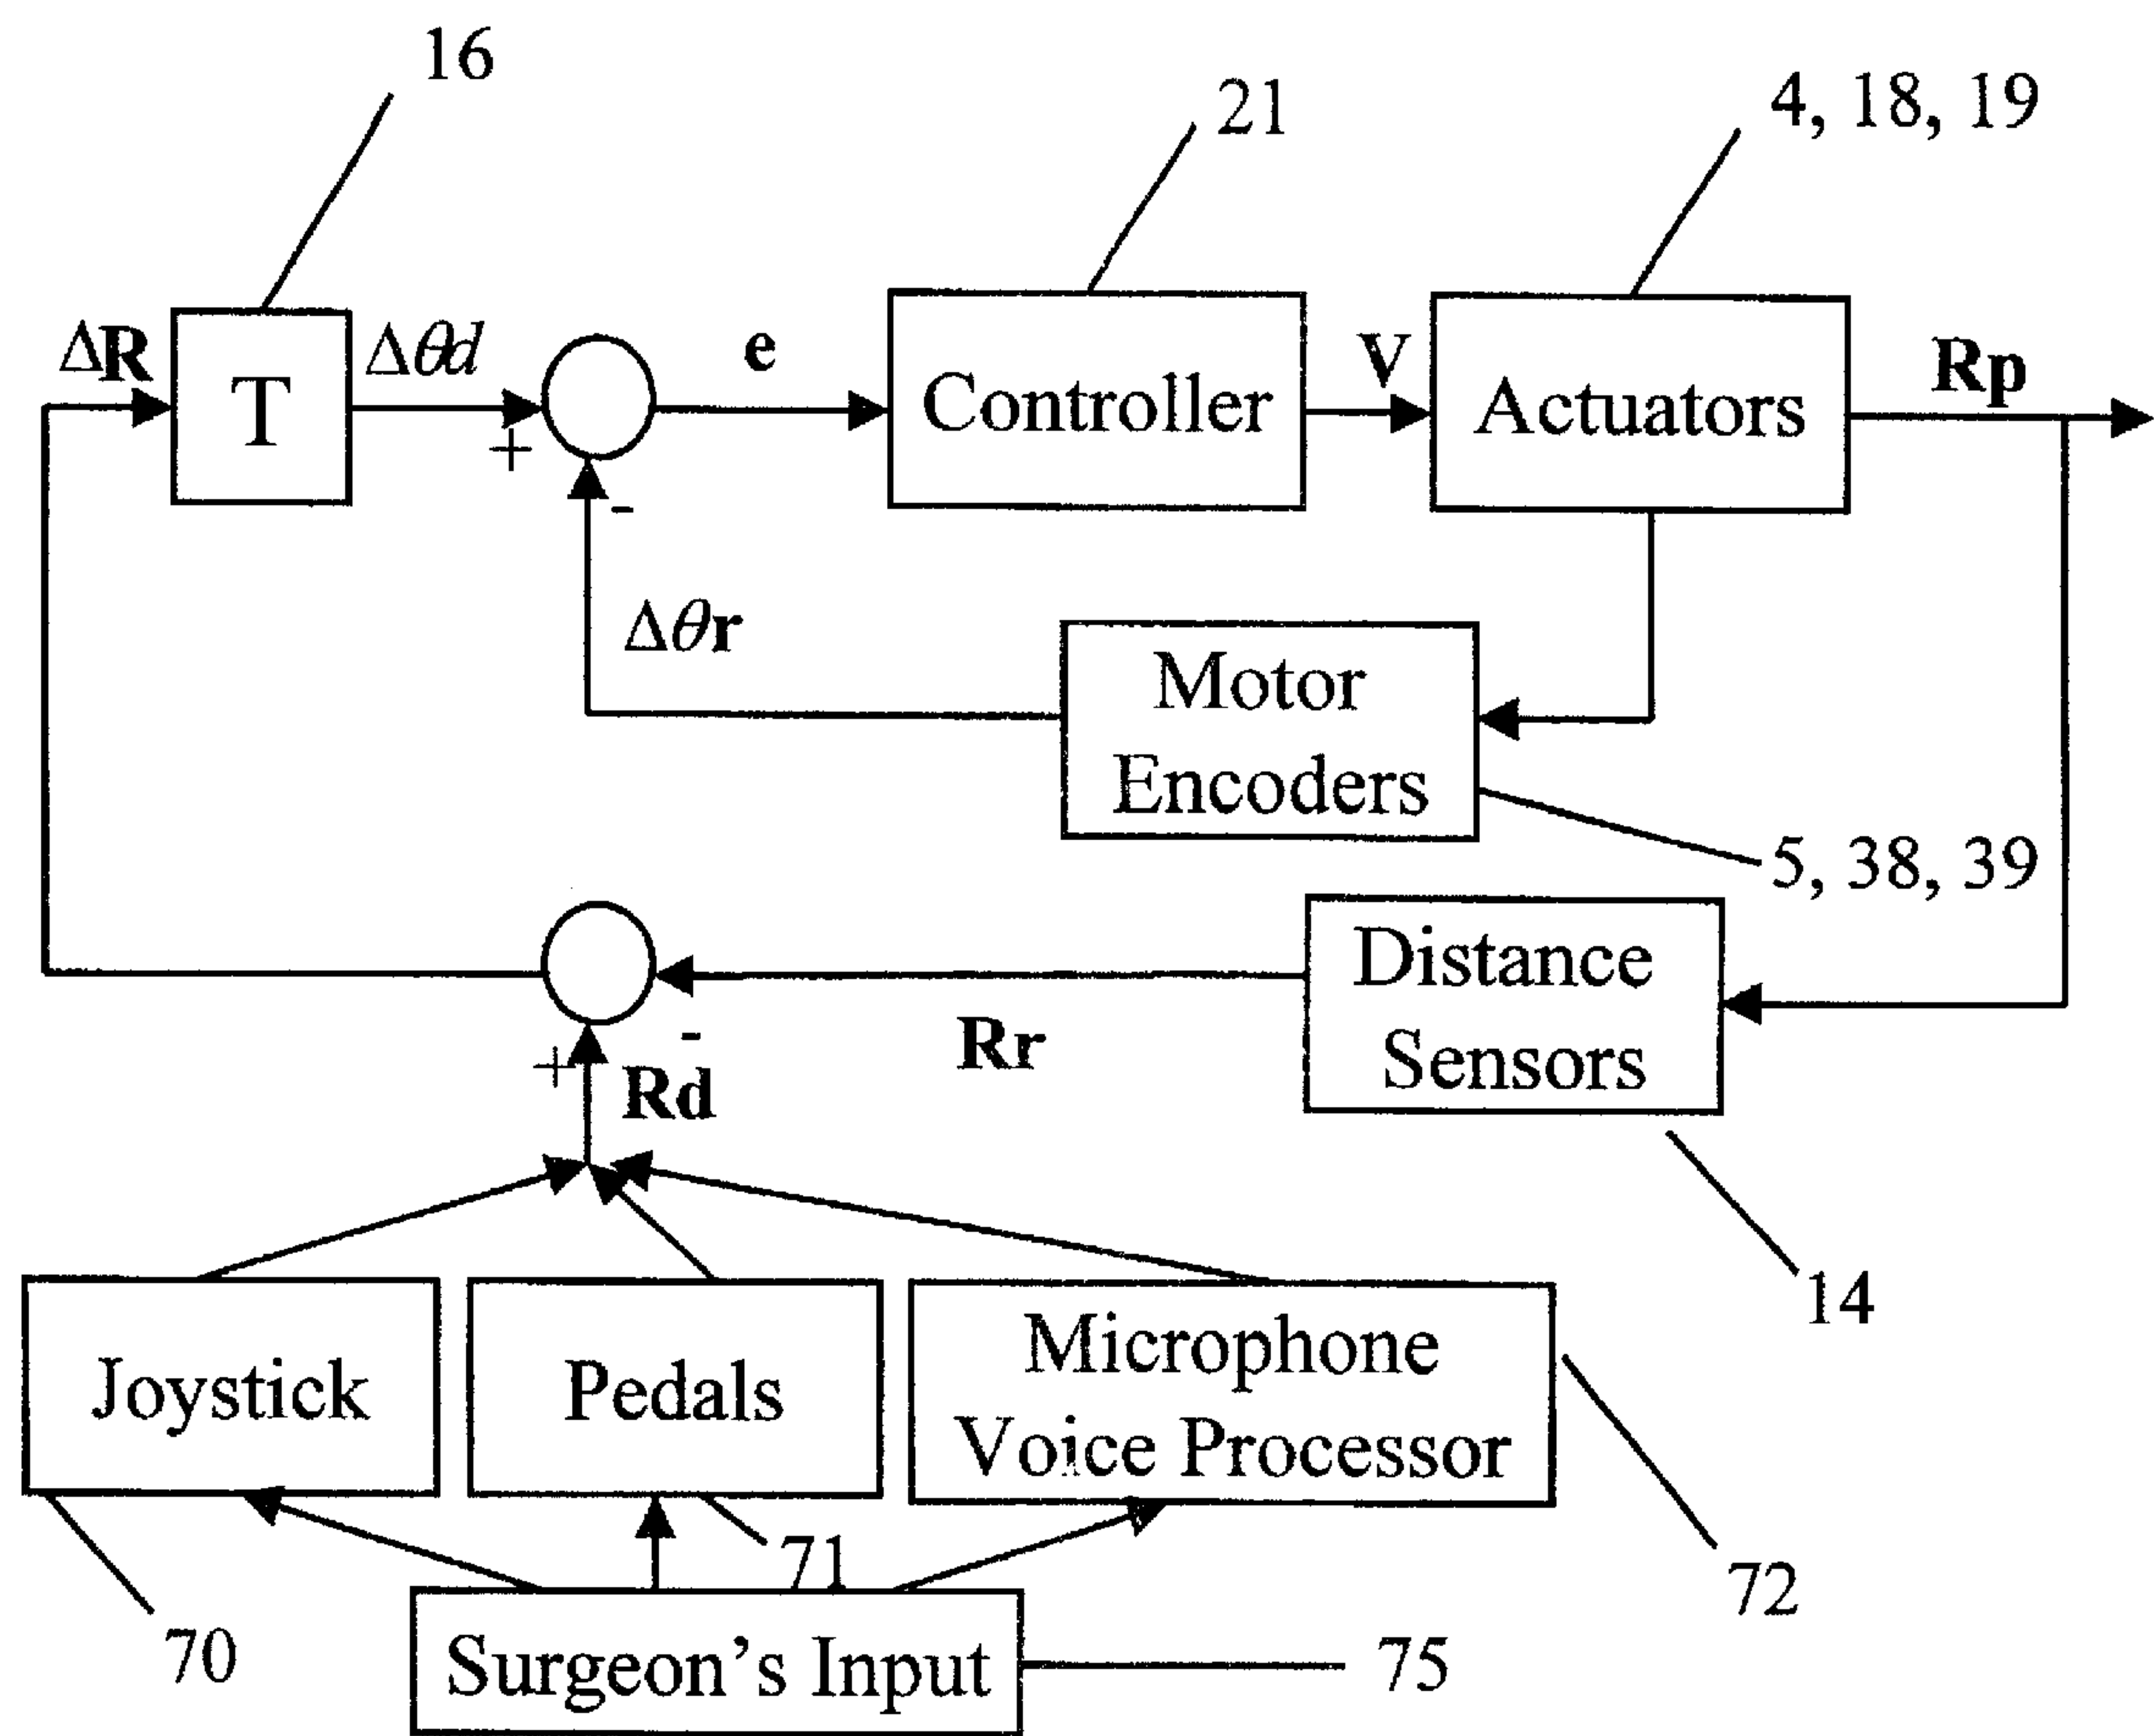 16
21
4, 18, 19
ΔR
T
Δθd
+
-
e
Controller
V
Actuators
Rp
Δθr
Motor
Encoders
5, 38, 39
Distance
Sensors
14
Rr
-
+
Rd
Joystick
Pedals
Microphone
Voice Processor
70
71
72
Surgeon's Input
75